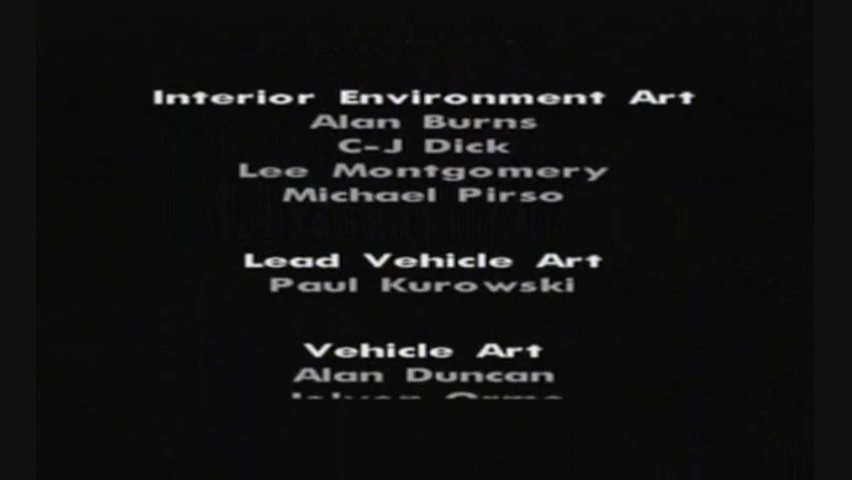 Interior Environment Art
Alan Burns
C-J Dick
Lee Montgomery
Michael Pirso
Lead Vehicle Art
Paul Kurowski
Vehicle Art
Alan Duncan